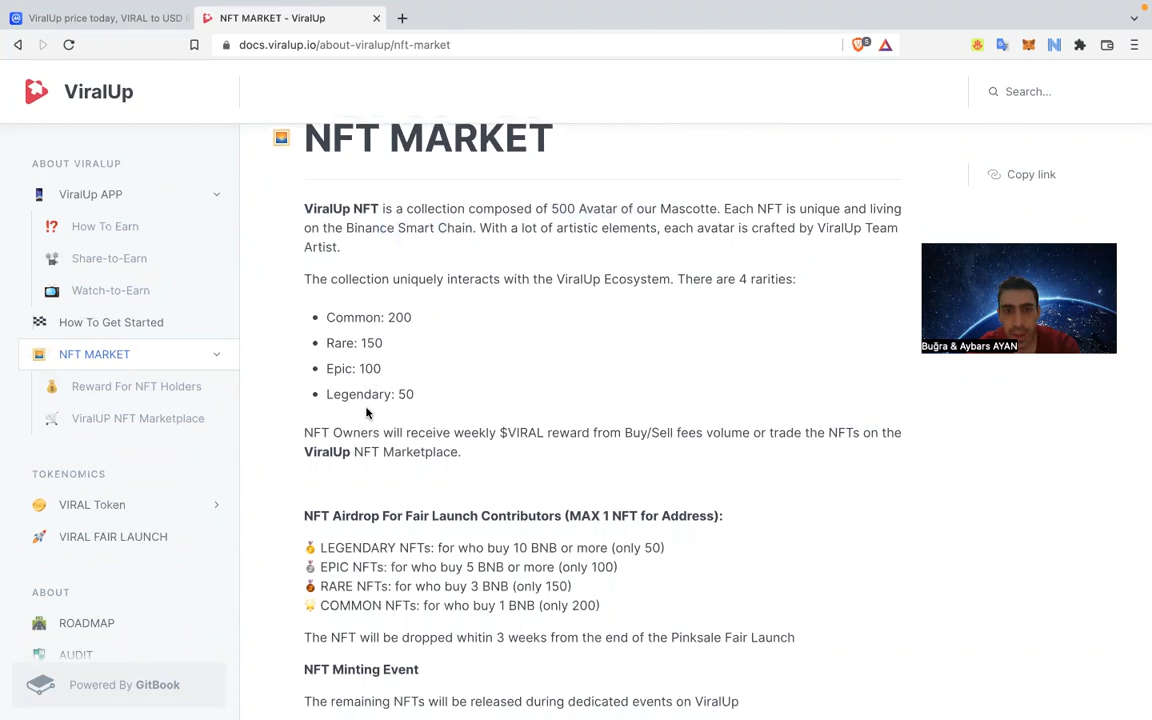 ViralUp price today, VIRAL to USD
NFT MARKET - ViralUp
docs.viralup.io/about-viralup/nft-market
5
ViralUp
Search...
ABOUT VIRALUP
ViralUp APP
How To Earn
Share-to-Earn
Watch-to-Earn
How To Get Started
NFT MARKET
Reward For NFT Holders
ViralUP NFT Marketplace
TOKENOMICS
VIRAL Token
VIRAL FAIR LAUNCH
ABOUT
ROADMAP
AUDIT
Powered By GitBook
NFT MARKET
Copy link
ViralUp NFT is a collection composed of 500 Avatar of our Mascotte. Each NFT is unique and living
on the Binance Smart Chain. With a lot of artistic elements, each avatar is crafted by ViralUp Team
Artist.
The collection uniquely interacts with the ViralUp Ecosystem. There are 4 rarities:
• Common: 200
• Rare: 150
• Epic: 100
• Legendary: 50
NFT Owners will receive weekly $VIRAL reward from Buy/Sell fees volume or trade the NFTs on the
ViralUp NFT Marketplace.
NFT Airdrop For Fair Launch Contributors (MAX 1 NFT for Address):
LEGENDARY NFTs: for who buy 10 BNB or more (only 50)
EPIC NFTs: for who buy 5 BNB or more (only 100)
RARE NFTs: for who buy 3 BNB (only 150)
COMMON NFTs: for who buy 1 BNB (only 200)
The NFT will be dropped whitin 3 weeks from the end of the Pinksale Fair Launch
NFT Minting Event
The remaining NFTs will be released during dedicated events on ViralUp
Buğra & Aybars AYAN